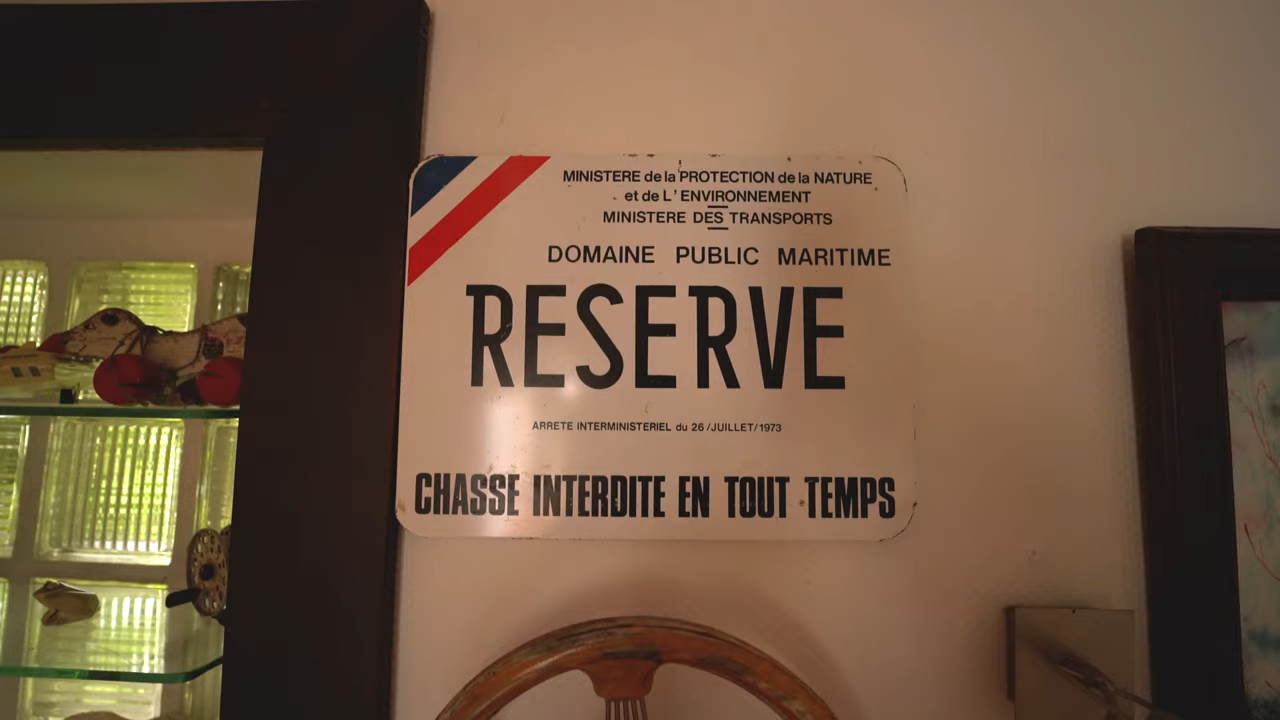 MINISTERE de la PROTECTION de la NATURE
et de L' ENVIRONNEMENT
MINISTERE DES TRANSPORTS
DOMAINE PUBLIC MARITIME
RESERVE
ARRETE INTERMINISTERIEL du 26/JUILLET/1973
CHASSE INTERDITE EN TOUT TEMPS